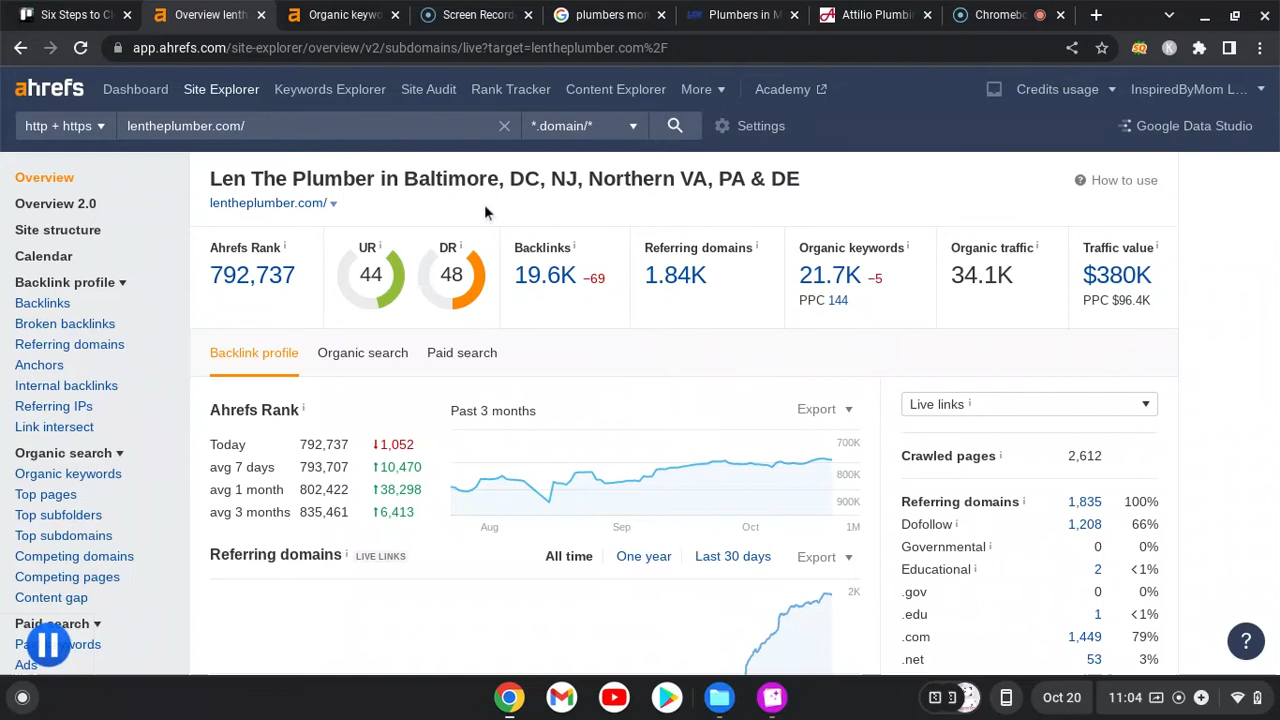 Six Steps to Cl
Overview lenth
Organic keywo
Screen Record
plumbers mon
Plumbers in M
Attilio Plumbin
Chromebo
app.ahrefs.com/site-explorer/overview/v2/subdomains/live?target=lentheplumber.com%2F
ahrefs Dashboard Site Explorer Keywords Explorer Site Audit Rank Tracker Content Explorer More Academy Credits usage InspiredByMom L...
http + https lentheplumber.com/ *.domain/* Settings Google Data Studio
Overview
Overview 2.0
Site structure
Calendar
Backlink profile
Backlinks
Broken backlinks
Referring domains
Anchors
Internal backlinks
Referring IPs
Link intersect
Organic search
Organic keywords
Top pages
Top subfolders
Top subdomains
Competing domains
Competing pages
Content gap
Paid search
Ads
Len The Plumber in Baltimore, DC, NJ, Northern VA, PA & DE
How to use
lentheplumber.com/
Ahrefs Rank i
792,737
UR i
44
DR i
48
Backlinks i
19.6K −69
Referring domains i
1.84K
Organic keywords i
21.7K −5
PPC 144
Organic traffic i
34.1K
Traffic value i
$380K
PPC $96.4K
Backlink profile Organic search Paid search
Ahrefs Rank i
Past 3 months
Export
Today 792,737 ↓1,052
avg 7 days 793,707 ↑10,470
avg 1 month 802,422 ↑38,298
avg 3 months 835,461 ↑6,413
700K
800K
900K
Aug Sep Oct 1M
Referring domains i LIVE LINKS All time One year Last 30 days Export
2K
Live links i
Crawled pages i 2,612
Referring domains i 1,835 100%
Dofollow i 1,208 66%
Governmental i 0 0%
Educational i 2 <1%
.gov 0 0%
.edu 1 <1%
.com 1,449 79%
.net 53 3%
?
Oct 20 11:04